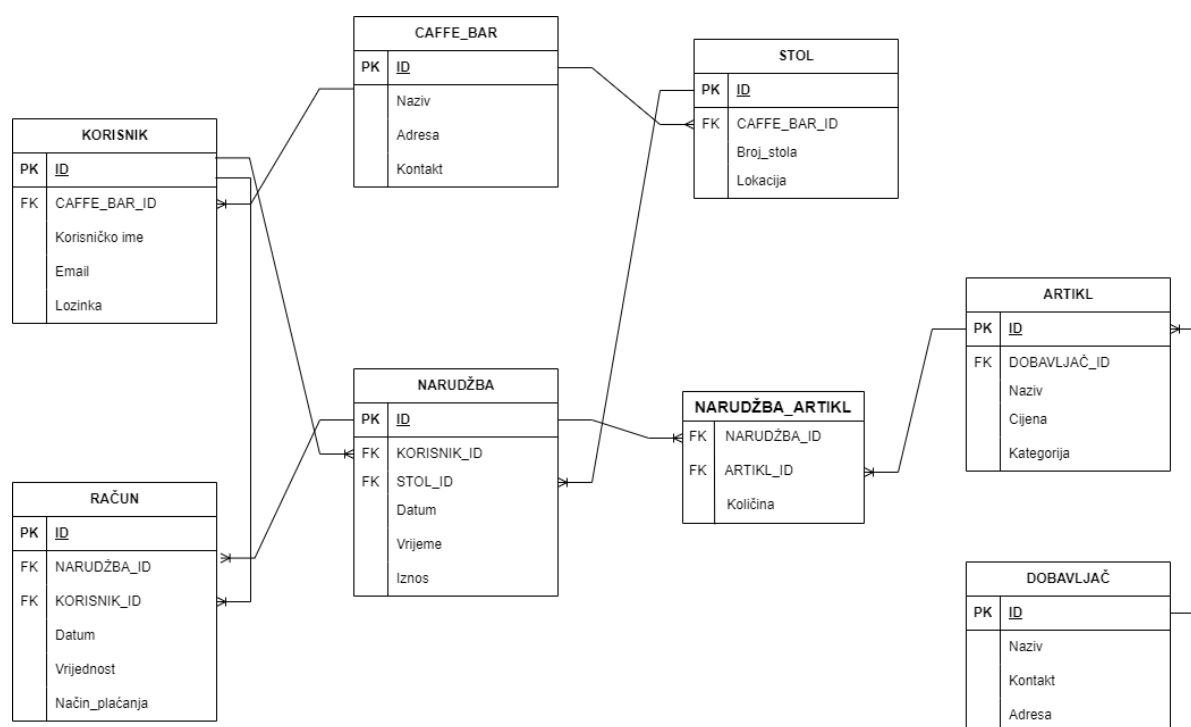 CAFFE_BAR
PK ID
Naziv
Adresa
Kontakt
STOL
PK ID
FK CAFFE_BAR_ID
Broj_stola
Lokacija
KORISNIK
PK ID
FK CAFFE_BAR_ID
Korisničko ime
Email
Lozinka
NARUDŽBA
PK ID
FK KORISNIK_ID
FK STOL_ID
Datum
Vrijeme
Iznos
NARUDŽBA_ARTIKL
FK NARUDŽBA_ID
FK ARTIKL_ID
Količina
ARTIKL
PK ID
FK DOBAVLJAČ_ID
Naziv
Cijena
Kategorija
RAČUN
PK ID
FK NARUDŽBA_ID
FK KORISNIK_ID
Datum
Vrijednost
Način_plaćanja
DOBAVLJAČ
PK ID
Naziv
Kontakt
Adresa